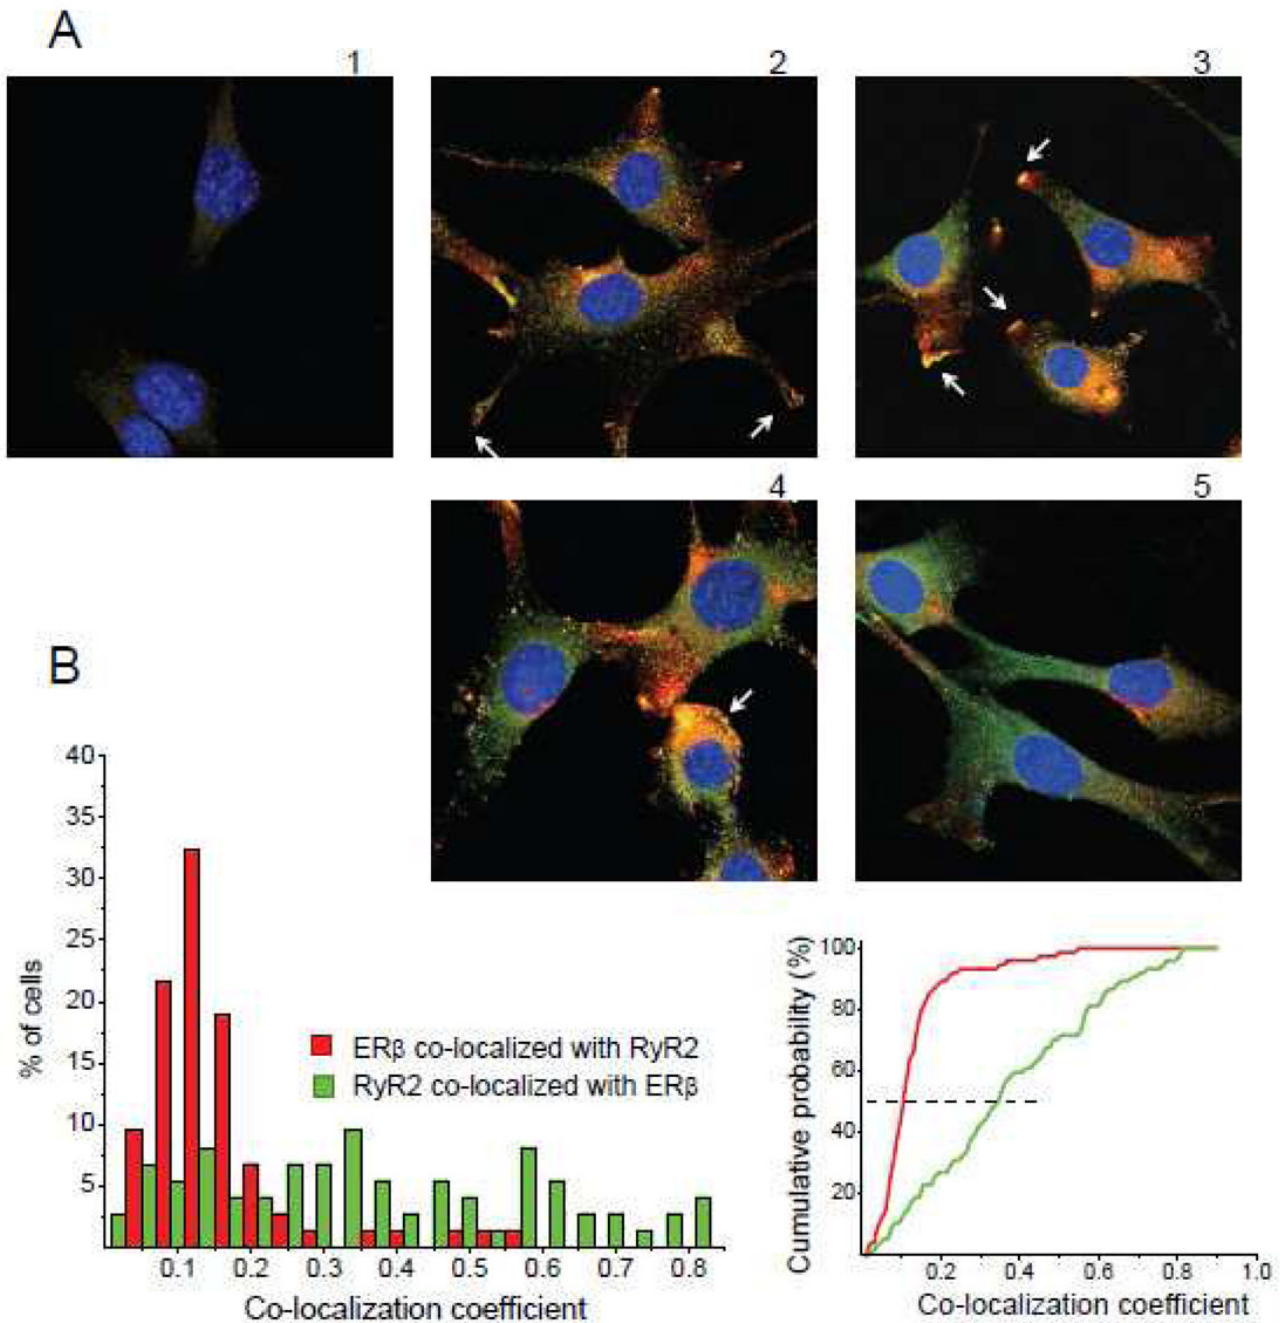 A
1
2
3
4
5
B
40
35
30
25
20
15
10
5
% of cells
ERβ co-localized with RyR2
RyR2 co-localized with ERβ
0.1 0.2 0.3 0.4 0.5 0.6 0.7 0.8
Co-localization coefficient
100
80
60
40
20
Cumulative probability (%)
0.2 0.4 0.6 0.8 1.0
Co-localization coefficient